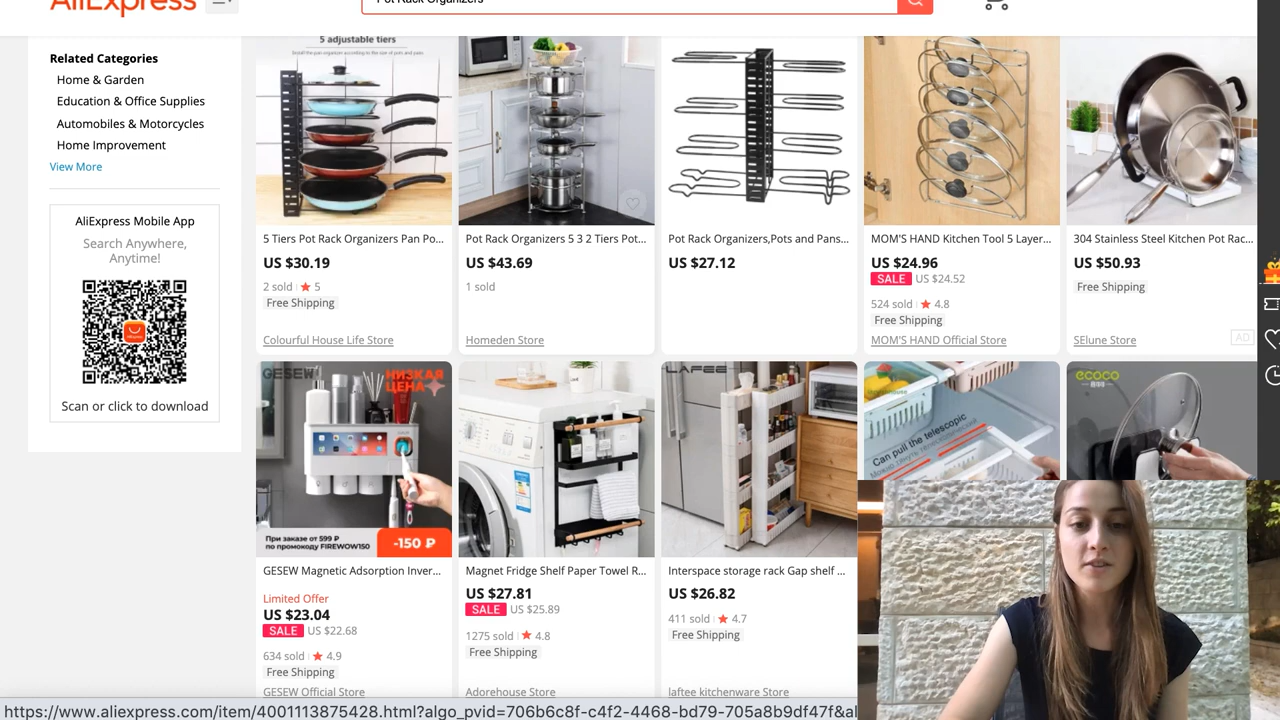 AliExpress
Pot Rack Organizers
Related Categories
Home & Garden
Education & Office Supplies
Automobiles & Motorcycles
Home Improvement
View More
AliExpress Mobile App
Search Anywhere,
Anytime!
Scan or click to download
5 adjustable tiers
5 Tiers Pot Rack Organizers Pan Po...
US $30.19
2 sold
5
Free Shipping
Colourful House Life Store
Pot Rack Organizers 5 3 2 Tiers Pot...
US $43.69
1 sold
Homeden Store
Pot Rack Organizers,Pots and Pans...
US $27.12
MOM'S HAND Kitchen Tool 5 Layer...
US $24.96
SALE US $24.52
524 sold
4.8
Free Shipping
MOM'S HAND Official Store
304 Stainless Steel Kitchen Pot Rac...
US $50.93
Free Shipping
SElune Store
AD
GESEW
НИЗКАЯ
ЦЕНА
При заказе от 599 ₽
по промокоду FIREWOW150
-150 ₽
GESEW Magnetic Adsorption Inver...
Limited Offer
US $23.04
SALE US $22.68
634 sold
4.9
Free Shipping
GESEW Official Store
Magnet Fridge Shelf Paper Towel R...
US $27.81
SALE US $25.89
1275 sold
4.8
Free Shipping
Adorehouse Store
LAFEE
Interspace storage rack Gap shelf ...
US $26.82
411 sold
4.7
Free Shipping
laftee kitchenware Store
Can pull the telescopic
ecoco
https://www.aliexpress.com/item/4001113875428.html?algo_pvid=706b6c8f-c4f2-4468-bd79-705a8b9df47f&al